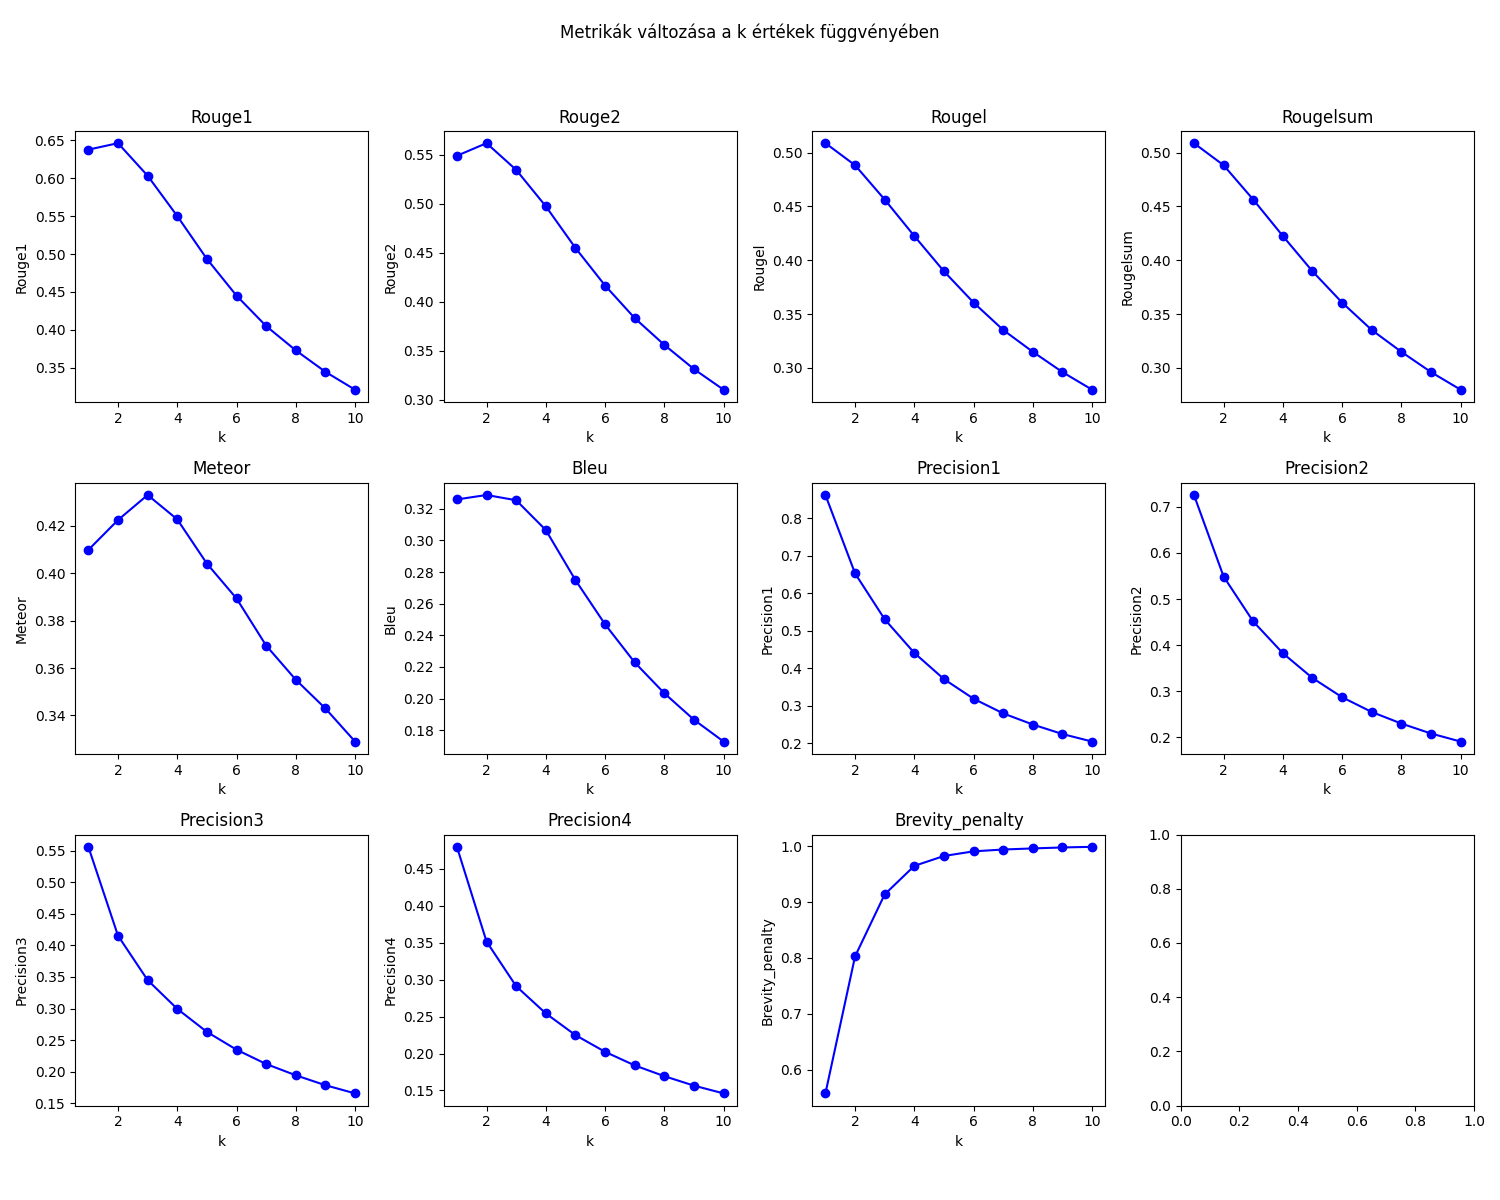 Metrikák változása a k értékek függvényében
Rouge1
Rouge2
Rougel
Rougelsum
0.65
0.60
0.55
0.50
0.45
0.40
0.35
Rouge1
2 4 6 8 10
k
0.55
0.50
0.45
0.40
0.35
0.30
Rouge2
2 4 6 8 10
k
0.50
0.45
0.40
0.35
0.30
Rougel
2 4 6 8 10
k
0.50
0.45
0.40
0.35
0.30
Rougelsum
2 4 6 8 10
k
Meteor
Bleu
Precision1
Precision2
0.42
0.40
0.38
0.36
0.34
Meteor
2 4 6 8 10
k
0.32
0.30
0.28
0.26
0.24
0.22
0.20
0.18
Bleu
2 4 6 8 10
k
0.8
0.7
0.6
0.5
0.4
0.3
0.2
Precision1
2 4 6 8 10
k
0.7
0.6
0.5
0.4
0.3
0.2
Precision2
2 4 6 8 10
k
Precision3
Precision4
Brevity_penalty
0.55
0.50
0.45
0.40
0.35
0.30
0.25
0.20
0.15
Precision3
2 4 6 8 10
k
0.45
0.40
0.35
0.30
0.25
0.20
0.15
Precision4
2 4 6 8 10
k
1.0
0.9
0.8
0.7
0.6
Brevity_penalty
2 4 6 8 10
k
1.0
0.8
0.6
0.4
0.2
0.0
0.0 0.2 0.4 0.6 0.8 1.0